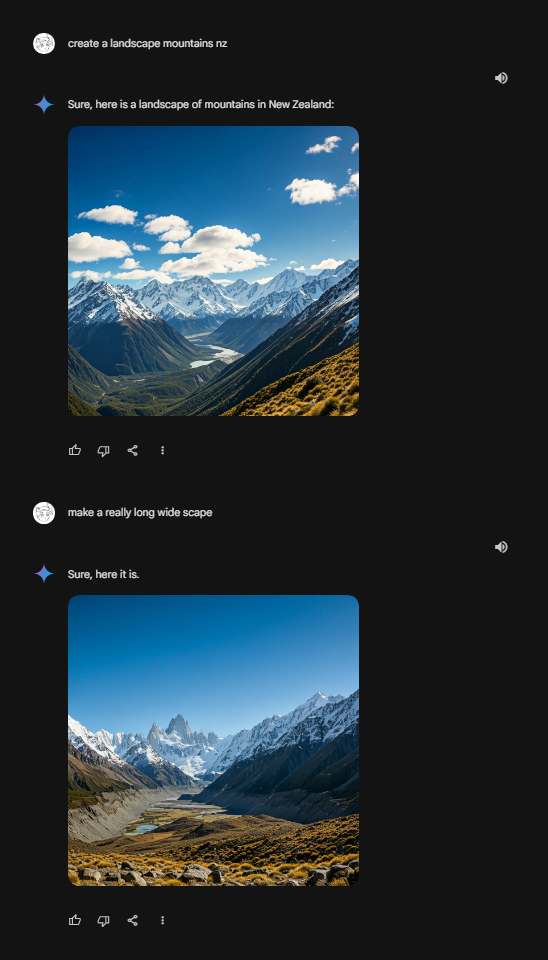 create a landscape mountains nz
Sure, here is a landscape of mountains in New Zealand:
make a really long wide scape
Sure, here it is.